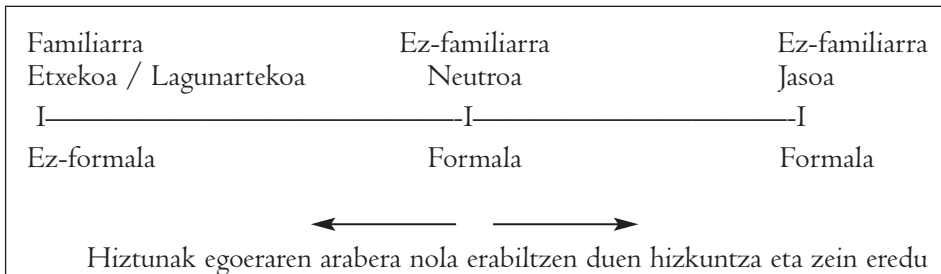 Familiarra Ez-familiarra Ez-familiarra
Etxekoa / Lagunartekoa Neutroa Jasoa
I————————————-I————————————-I
Ez-formala Formala Formala
Hiztunak egoeraren arabera nola erabiltzen duen hizkuntza eta zein eredu